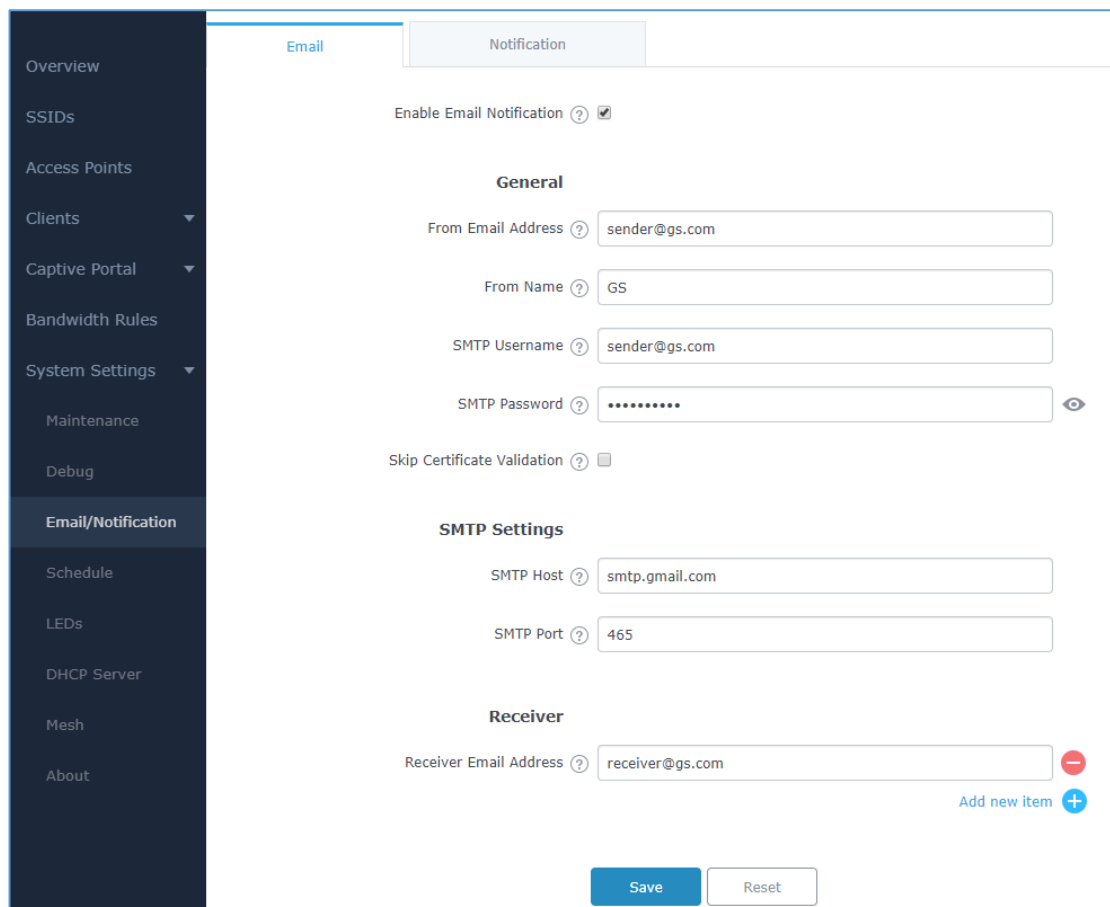 Overview
SSIDs
Access Points
Clients
Captive Portal
Bandwidth Rules
System Settings
Maintenance
Debug
Email/Notification
Schedule
LEDs
DHCP Server
Mesh
About
Email
Notification
Enable Email Notification ?
General
From Email Address ? sender@gs.com
From Name ? GS
SMTP Username ? sender@gs.com
SMTP Password ? ••••••••••
Skip Certificate Validation ?
SMTP Settings
SMTP Host ? smtp.gmail.com
SMTP Port ? 465
Receiver
Receiver Email Address ? receiver@gs.com
Add new item
Save
Reset